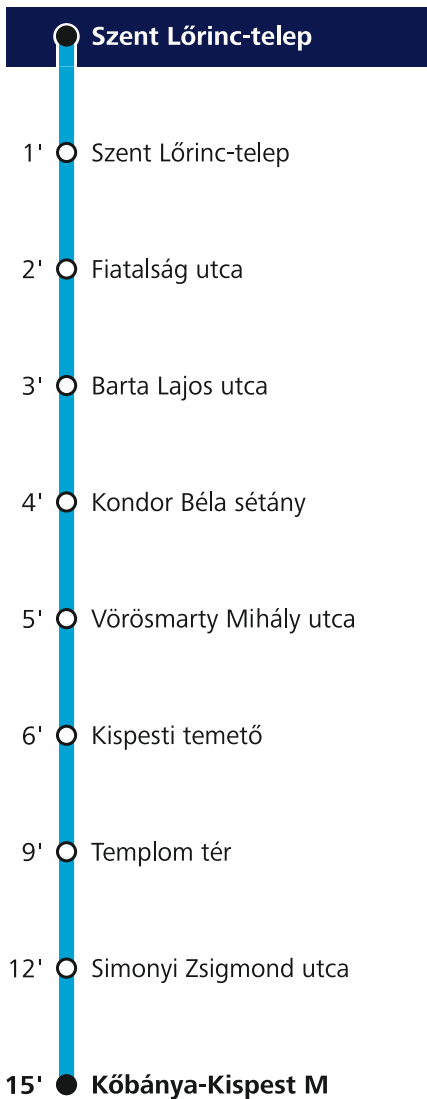 Szent Lőrinc-telep
1' Szent Lőrinc-telep
2' Fiatalság utca
3' Barta Lajos utca
4' Kondor Béla sétány
5' Vörösmarty Mihály utca
6' Kispesti temető
9' Templom tér
12' Simonyi Zsigmond utca
15' Kőbánya-Kispest M